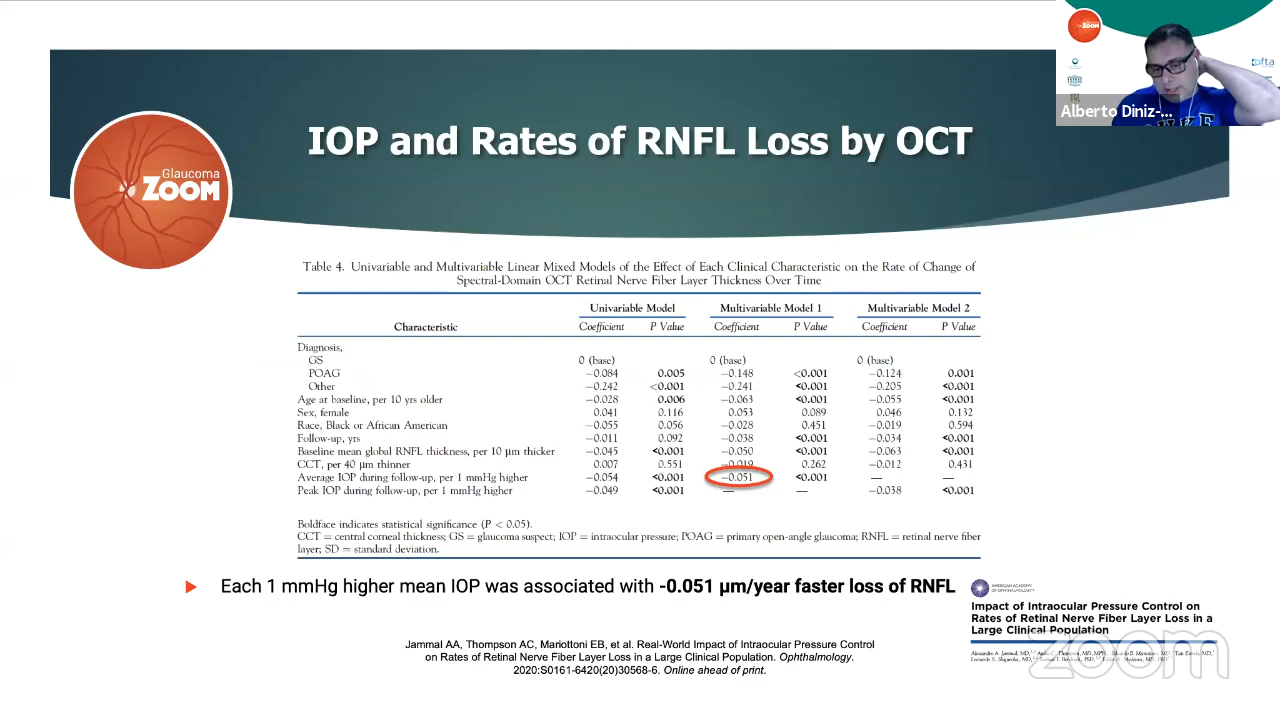 IOP and Rates of RNFL Loss by OCT
Glaucoma
ZOOM
Alberto Diniz-...
ofta
Table 4. Univariable and Multivariable Linear Mixed Models of the Effect of Each Clinical Characteristic on the Rate of Change of
Spectral-Domain OCT Retinal Nerve Fiber Layer Thickness Over Time
Univariable Model Multivariable Model 1 Multivariable Model 2
Characteristic Coefficient P Value Coefficient P Value Coefficient P Value
Diagnosis,
GS 0 (base) 0 (base) 0 (base)
POAG −0.084 0.005 −0.148 <0.001 −0.124 0.001
Other −0.242 <0.001 −0.241 <0.001 −0.205 <0.001
Age at baseline, per 10 yrs older −0.028 0.006 −0.063 <0.001 −0.055 <0.001
Sex, female 0.041 0.116 0.053 0.089 0.046 0.132
Race, Black or African American −0.055 0.056 −0.028 0.451 −0.019 0.594
Follow-up, yrs −0.011 0.092 −0.038 <0.001 −0.034 <0.001
Baseline mean global RNFL thickness, per 10 μm thicker −0.045 <0.001 −0.050 <0.001 −0.063 <0.001
CCT, per 40 μm thinner 0.007 0.551 −0.019 0.262 −0.012 0.431
Average IOP during follow-up, per 1 mmHg higher −0.054 <0.001 −0.051 <0.001 — —
Peak IOP during follow-up, per 1 mmHg higher −0.049 <0.001 — — −0.038 <0.001
Boldface indicates statistical significance (P < 0.05).
CCT = central corneal thickness; GS = glaucoma suspect; IOP = intraocular pressure; POAG = primary open-angle glaucoma; RNFL = retinal nerve fiber
layer; SD = standard deviation.
Each 1 mmHg higher mean IOP was associated with -0.051 μm/year faster loss of RNFL
AMERICAN ACADEMY
OF OPHTHALMOLOGY
Impact of Intraocular Pressure Control on
Rates of Retinal Nerve Fiber Layer Loss in a
Large Clinical Population
Jammal AA, Thompson AC, Mariottoni EB, et al. Real-World Impact of Intraocular Pressure Control
on Rates of Retinal Nerve Fiber Layer Loss in a Large Clinical Population. Ophthalmology.
2020:S0161-6420(20)30568-6. Online ahead of print.
zoom